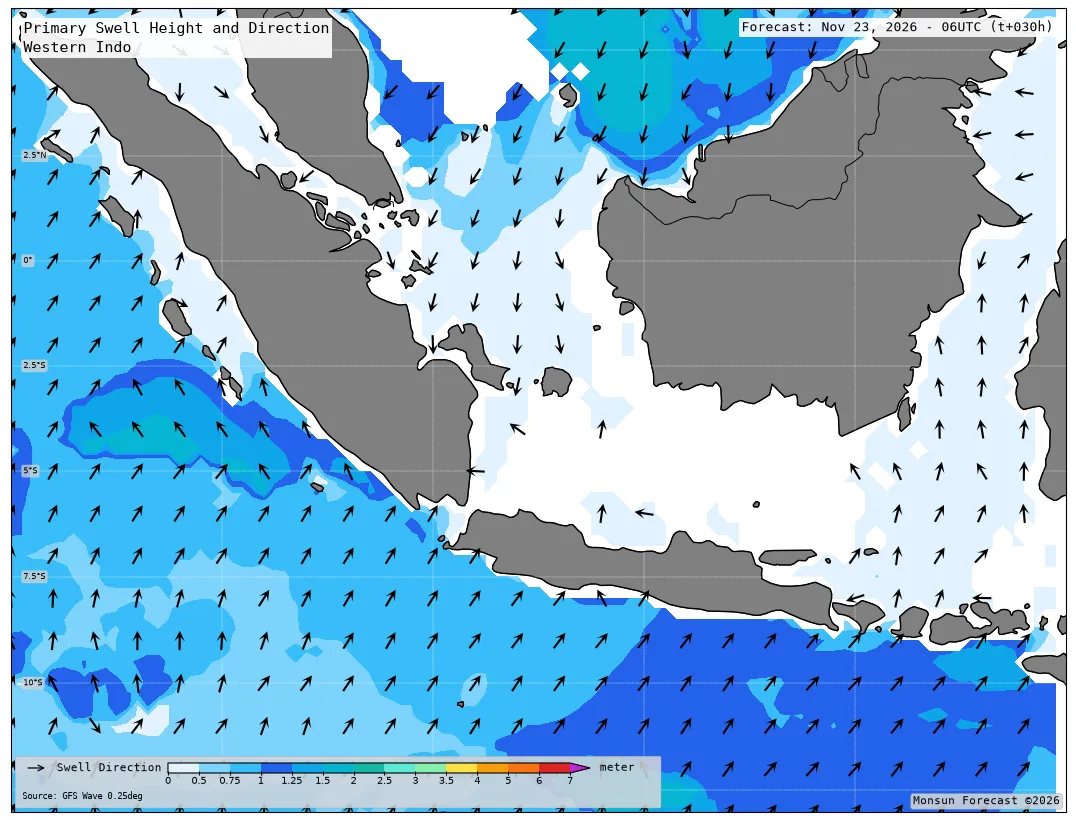 Primary Swell Height and Direction
Western Indo
Forecast: Nov 23, 2026 - 06UTC (t+030h)
2.5°N
0°
2.5°S
5°S
7.5°S
10°S
Swell Direction
0 0.5 0.75 1 1.25 1.5 2 2.5 3 3.5 4 5 6 7
meter
Source: GFS Wave 0.25deg
Monsun Forecast ©2026